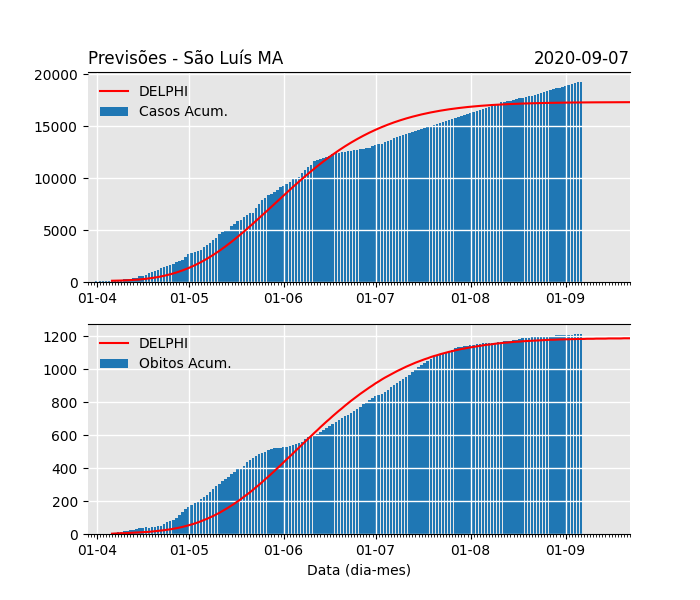 Previsões - São Luís MA 2020-09-07
20000
15000
10000
5000
0
DELPHI
Casos Acum.
01-04 01-05 01-06 01-07 01-08 01-09
1200
1000
800
600
400
200
0
DELPHI
Obitos Acum.
01-04 01-05 01-06 01-07 01-08 01-09
Data (dia-mes)